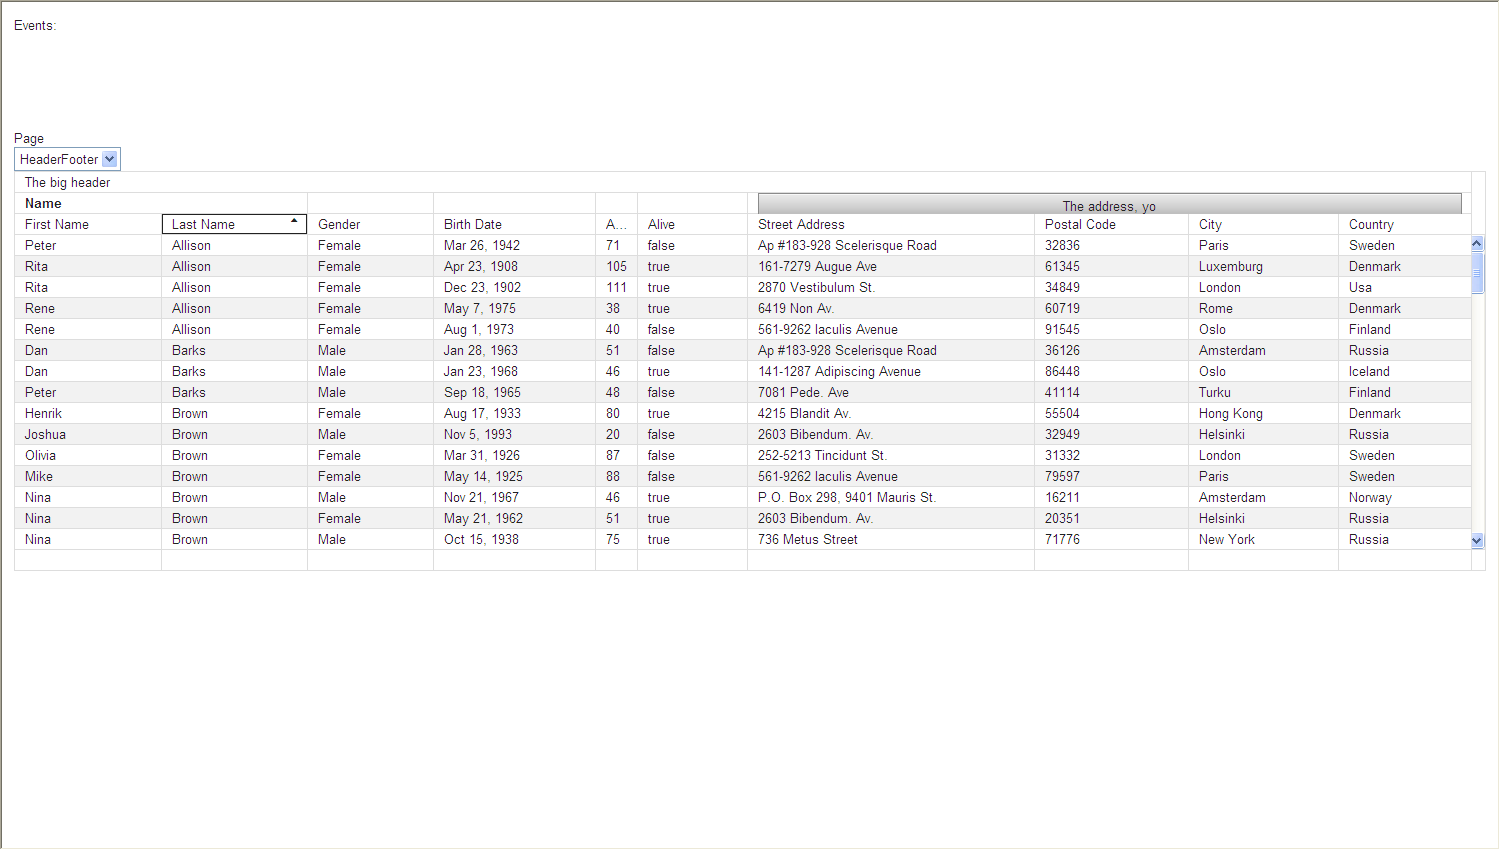 Events:
Page
HeaderFooter
The big header
Name The address, yo
First Name Last Name Gender Birth Date A... Alive Street Address Postal Code City Country
Peter Allison Female Mar 26, 1942 71 false Ap #183-928 Scelerisque Road 32836 Paris Sweden
Rita Allison Female Apr 23, 1908 105 true 161-7279 Augue Ave 61345 Luxemburg Denmark
Rita Allison Female Dec 23, 1902 111 true 2870 Vestibulum St. 34849 London Usa
Rene Allison Female May 7, 1975 38 true 6419 Non Av. 60719 Rome Denmark
Rene Allison Female Aug 1, 1973 40 false 561-9262 Iaculis Avenue 91545 Oslo Finland
Dan Barks Male Jan 28, 1963 51 false Ap #183-928 Scelerisque Road 36126 Amsterdam Russia
Dan Barks Male Jan 23, 1968 46 true 141-1287 Adipiscing Avenue 86448 Oslo Iceland
Peter Barks Male Sep 18, 1965 48 false 7081 Pede. Ave 41114 Turku Finland
Henrik Brown Female Aug 17, 1933 80 true 4215 Blandit Av. 55504 Hong Kong Denmark
Joshua Brown Male Nov 5, 1993 20 false 2603 Bibendum. Av. 32949 Helsinki Russia
Olivia Brown Female Mar 31, 1926 87 false 252-5213 Tincidunt St. 31332 London Sweden
Mike Brown Female May 14, 1925 88 false 561-9262 Iaculis Avenue 79597 Paris Sweden
Nina Brown Male Nov 21, 1967 46 true P.O. Box 298, 9401 Mauris St. 16211 Amsterdam Norway
Nina Brown Female May 21, 1962 51 true 2603 Bibendum. Av. 20351 Helsinki Russia
Nina Brown Male Oct 15, 1938 75 true 736 Metus Street 71776 New York Russia